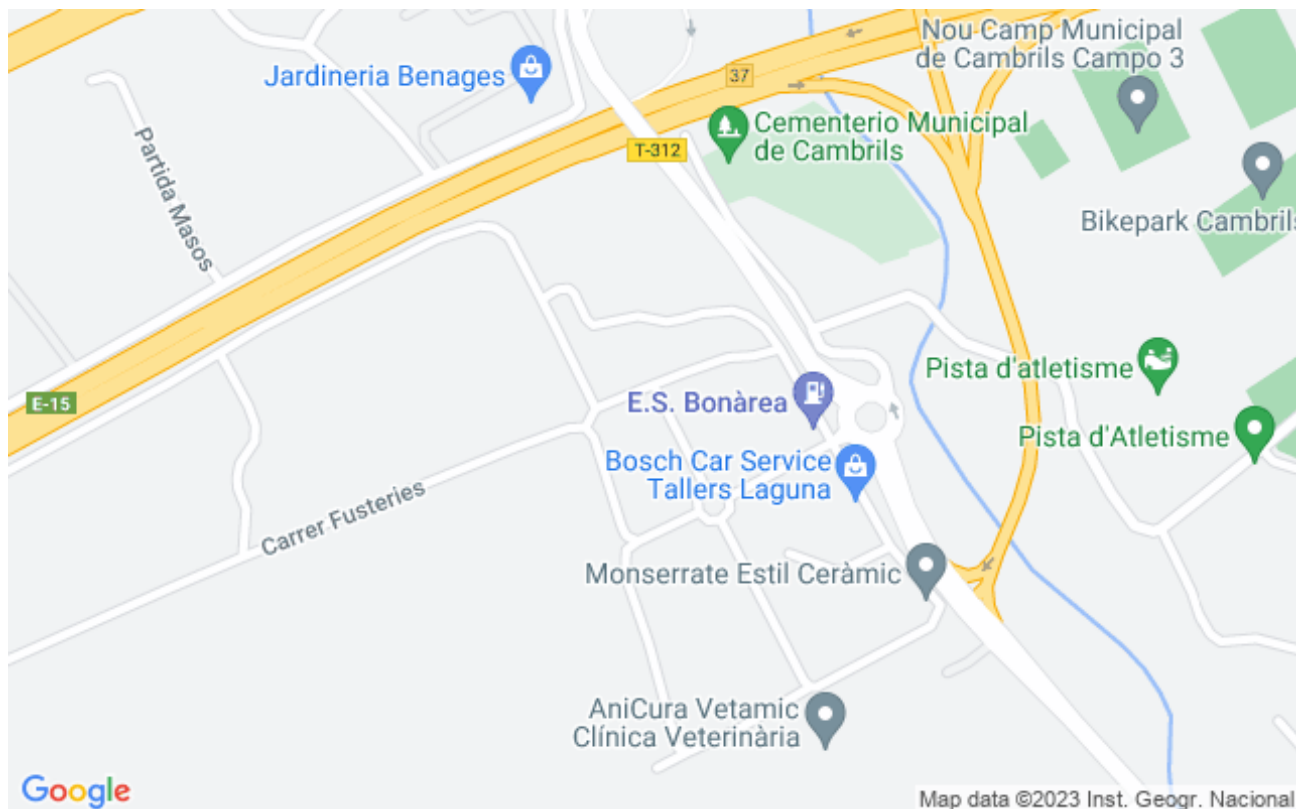 Nou Camp Municipal
de Cambrils Campo 3
Jardineria Benages
37
Cementerio Municipal
de Cambrils
T-312
Partida Masos
Bikepark Cambrils
Pista d'atletisme
E.S. Bonàrea
E-15
Pista d'Atletisme
Bosch Car Service
Tallers Laguna
Carrer Fusteries
Monserrate Estil Ceràmic
AniCura Vetamic
Clínica Veterinària
Google
Map data ©2023 Inst. Geogr. Nacional